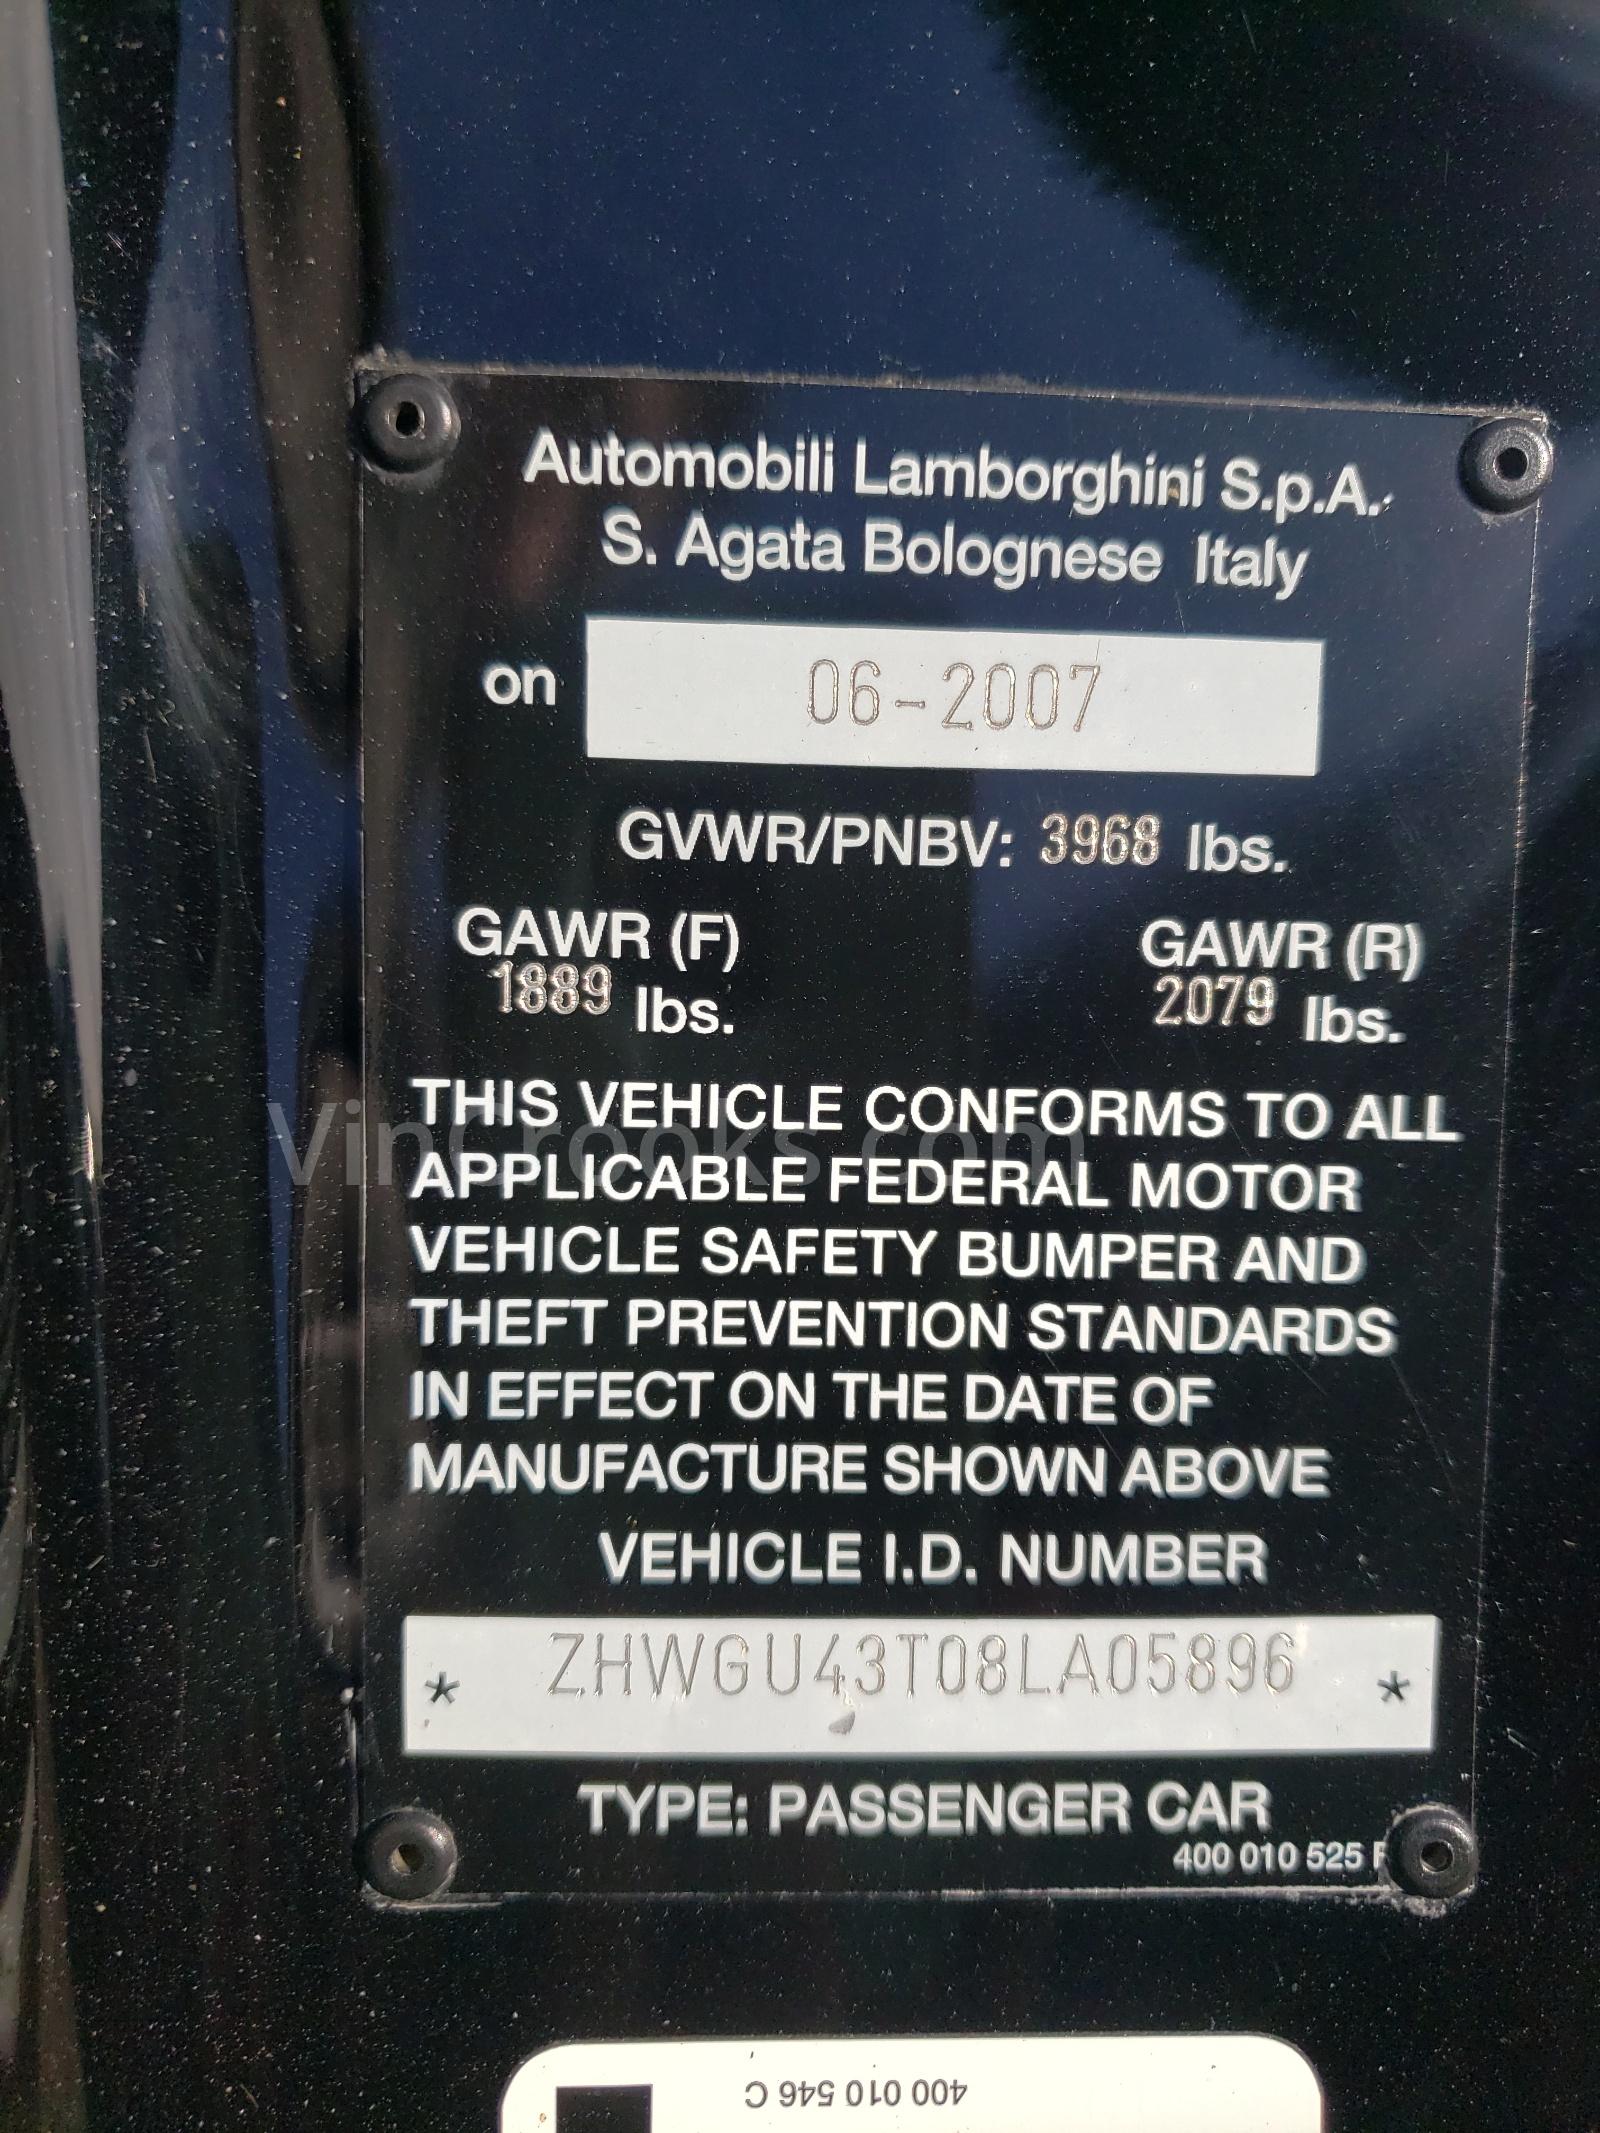 Automobili Lamborghini S.p.A.
S. Agata Bolognese Italy
on 06-2007
GVWR/PNBV: 3968 lbs.
GAWR (F) GAWR (R)
1889 lbs. 2079 lbs.
THIS VEHICLE CONFORMS TO ALL
VinCrooks.com
APPLICABLE FEDERAL MOTOR
VEHICLE SAFETY BUMPER AND
THEFT PREVENTION STANDARDS
IN EFFECT ON THE DATE OF
MANUFACTURE SHOWN ABOVE
VEHICLE I.D. NUMBER
* ZHWGU43T08LA05896 *
TYPE: PASSENGER CAR
400 010 525
400 010 546 C